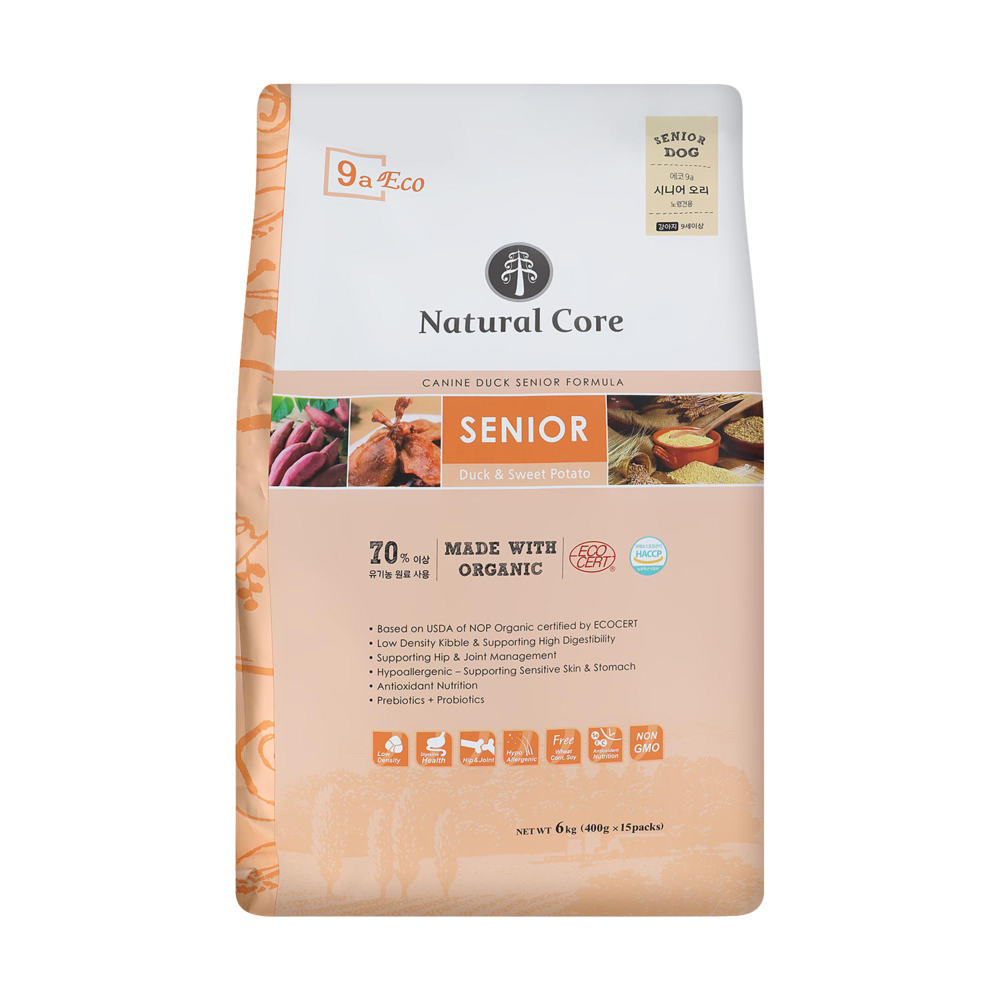 9a Eco
SENIOR
DOG
에코 9a
시니어 오리
노령견용
강아지 9세이상
Natural Core
CANINE DUCK SENIOR FORMULA
SENIOR
Duck & Sweet Potato
70% 이상
유기농 원료 사용
MADE WITH
ORGANIC
ECO
CERT®
HACCP
• Based on USDA of NOP Organic certified by ECOCERT
• Low Density Kibble & Supporting High Digestibility
• Supporting Hip & Joint Management
• Hypoallergenic – Supporting Sensitive Skin & Stomach
• Antioxidant Nutrition
• Prebiotics + Probiotics
Low
Density
Digestive
Health
Hip & Joint
Hypo
Allergenic
Free
Wheat
Corn, Soy
Antioxidant
Nutrition
NON
GMO
NET WT 6kg (400g × 15packs)